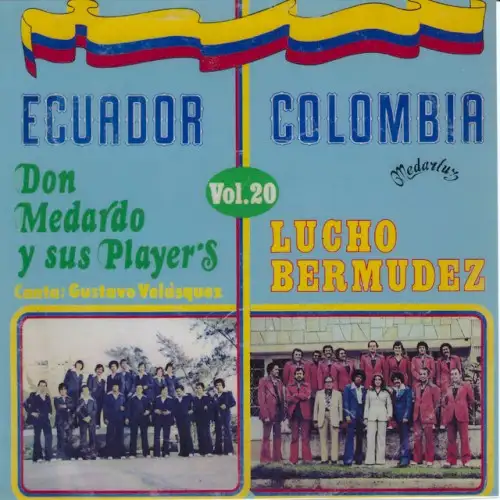 ECUADOR
COLOMBIA
Medarluz
Don
Medardo
y sus Player'S
Canta: Gustavo Velásquez
Vol.20
LUCHO
BERMUDEZ